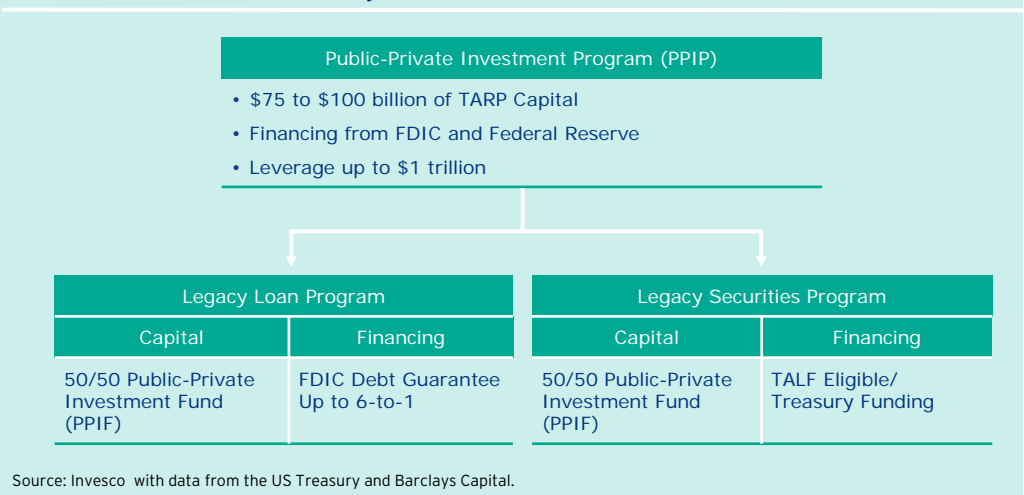 Public-Private Investment Program (PPIP)
• $75 to $100 billion of TARP Capital
• Financing from FDIC and Federal Reserve
• Leverage up to $1 trillion
Legacy Loan Program
Capital
Financing
50/50 Public-Private
Investment Fund
(PPIF)
FDIC Debt Guarantee
Up to 6-to-1
Legacy Securities Program
Capital
Financing
50/50 Public-Private
Investment Fund
(PPIF)
TALF Eligible/
Treasury Funding
Source: Invesco with data from the US Treasury and Barclays Capital.